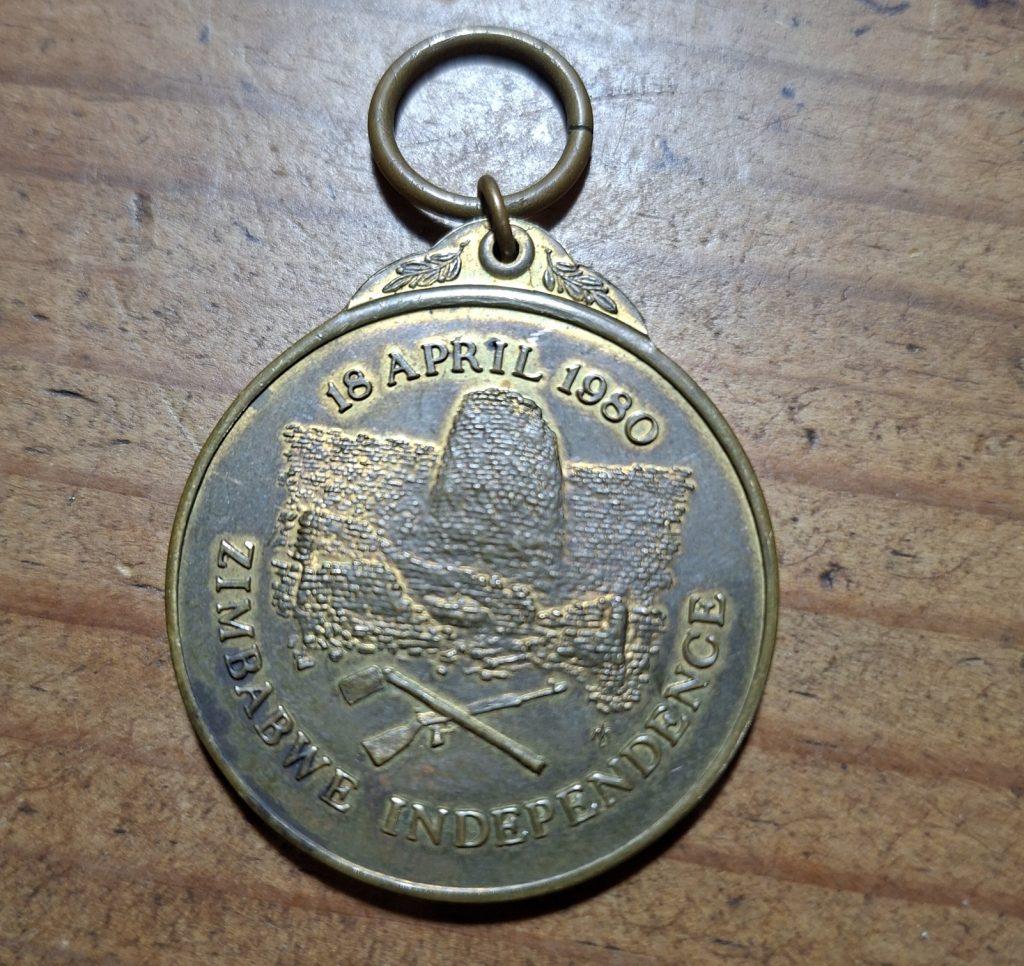 18 APRIL 1980
ZIMBABWE INDEPENDENCE